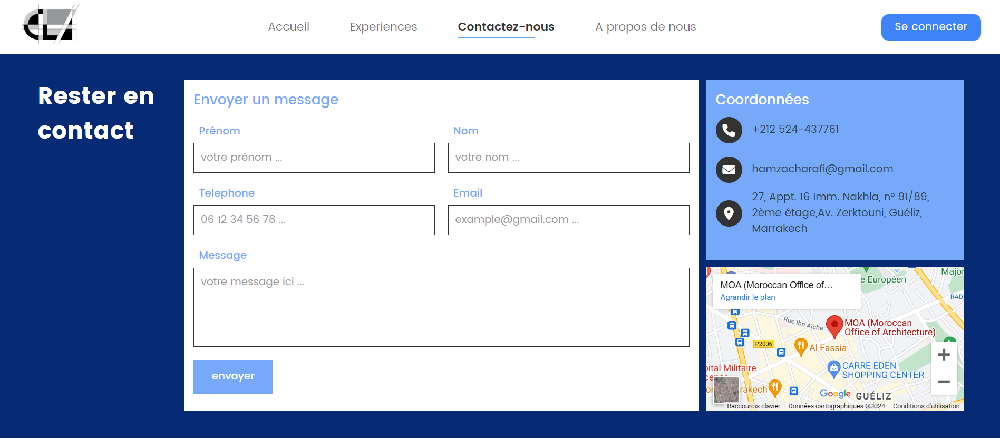 Accueil
Experiences
Contactez-nous
A propos de nous
Se connecter
Rester en
contact
Envoyer un message
Prénom
Nom
votre prénom ...
votre nom ...
Telephone
Email
06 12 34 56 78 ...
example@gmail.com ...
Message
votre message ici ...
envoyer
Coordonnées
+212 524-437761
hamzacharafi@gmail.com
27, Appt. 16 Imm. Nakhla, n° 91/89,
2ème étage,Av. Zerktouni, Guéliz,
Marrakech
Major
e Européen
MOA (Moroccan Office of...
Agrandir le plan
RAD
Rue Ibn Aïcha
MOA (Moroccan
Office of Architecture)
P2006
Al Fassia
pital Militaire
CARRE EDEN
SHOPPING CENTER
rakech
Google
GUÉLIZ
Raccourcis clavier
Données cartographiques ©2024
Conditions d'utilisation